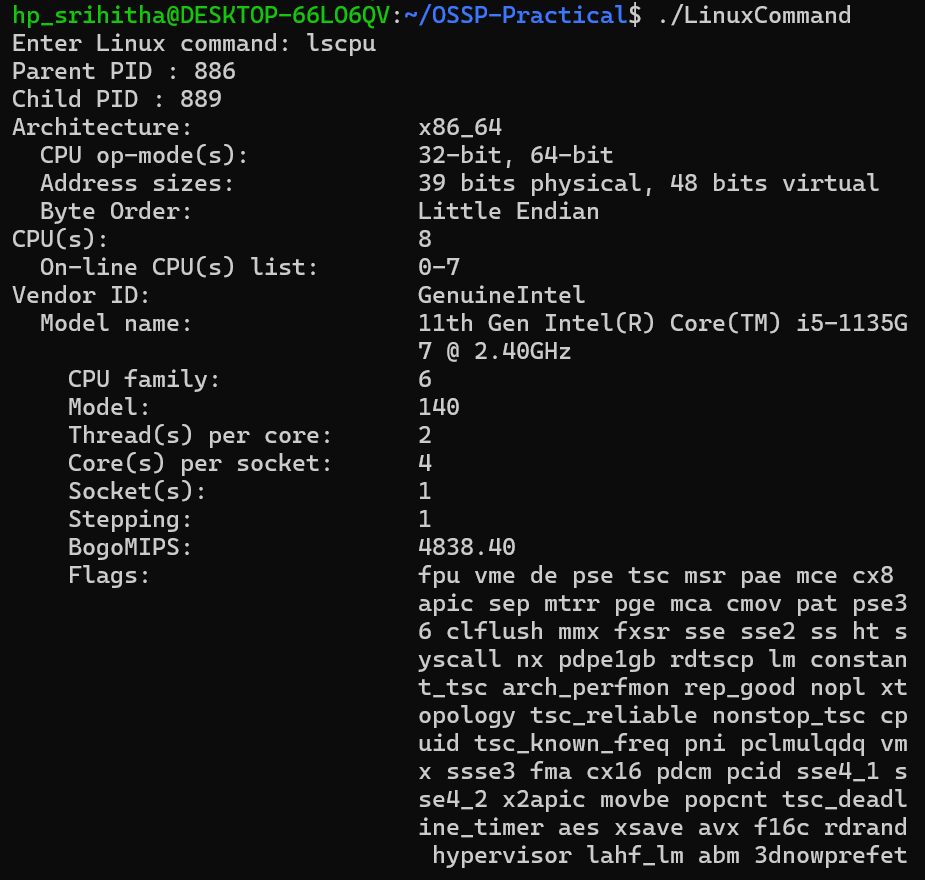 hp_srihitha@DESKTOP-66LO6QV:~/OSSP-Practical$ ./LinuxCommand
Enter Linux command: lscpu
Parent PID : 886
Child PID : 889
Architecture:                x86_64
  CPU op-mode(s):            32-bit, 64-bit
  Address sizes:             39 bits physical, 48 bits virtual
  Byte Order:                Little Endian
CPU(s):                      8
  On-line CPU(s) list:       0-7
Vendor ID:                   GenuineIntel
  Model name:                11th Gen Intel(R) Core(TM) i5-1135G
                             7 @ 2.40GHz
    CPU family:              6
    Model:                   140
    Thread(s) per core:      2
    Core(s) per socket:      4
    Socket(s):               1
    Stepping:                1
    BogoMIPS:                4838.40
    Flags:                   fpu vme de pse tsc msr pae mce cx8
                             apic sep mtrr pge mca cmov pat pse3
                             6 clflush mmx fxsr sse sse2 ss ht s
                             yscall nx pdpe1gb rdtscp lm constan
                             t_tsc arch_perfmon rep_good nopl xt
                             opology tsc_reliable nonstop_tsc cp
                             uid tsc_known_freq pni pclmulqdq vm
                             x ssse3 fma cx16 pdcm pcid sse4_1 s
                             se4_2 x2apic movbe popcnt tsc_deadl
                             ine_timer aes xsave avx f16c rdrand
                              hypervisor lahf_lm abm 3dnowprefet